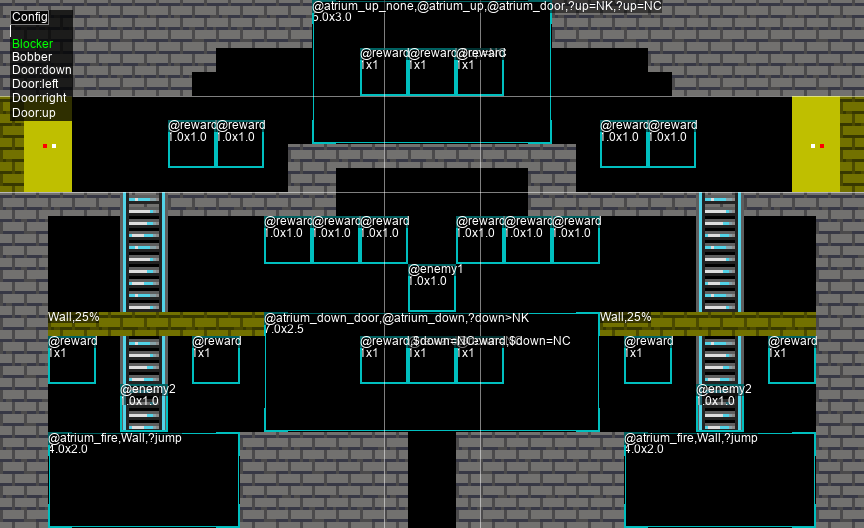 @atrium_up_none,@atrium_up,@atrium_door,?up=NK,?up=NC
5.0x3.0
Config
Blocker
Bobber
Door:down
Door:left
Door:right
Door:up
@reward @reward @reward
1x1 1x1 1x1
@reward @reward @reward @reward
1.0x1.0 1.0x1.0 1.0x1.0 1.0x1.0
@reward @reward @reward @reward @reward @reward
1.0x1.0 1.0x1.0 1.0x1.0 1.0x1.0 1.0x1.0 1.0x1.0
@enemy1
1.0x1.0
Wall,25% @atrium_down_door,@atrium_down,?down>NK Wall,25%
7.0x2.5
@reward @reward @reward,$down=NC $down=NC @reward @reward
1x1 1x1 1x1 1x1 1x1 1x1 1x1
@enemy2 @enemy2
1.0x1.0 1.0x1.0
@atrium_fire,Wall,?jump @atrium_fire,Wall,?jump
4.0x2.0 4.0x2.0